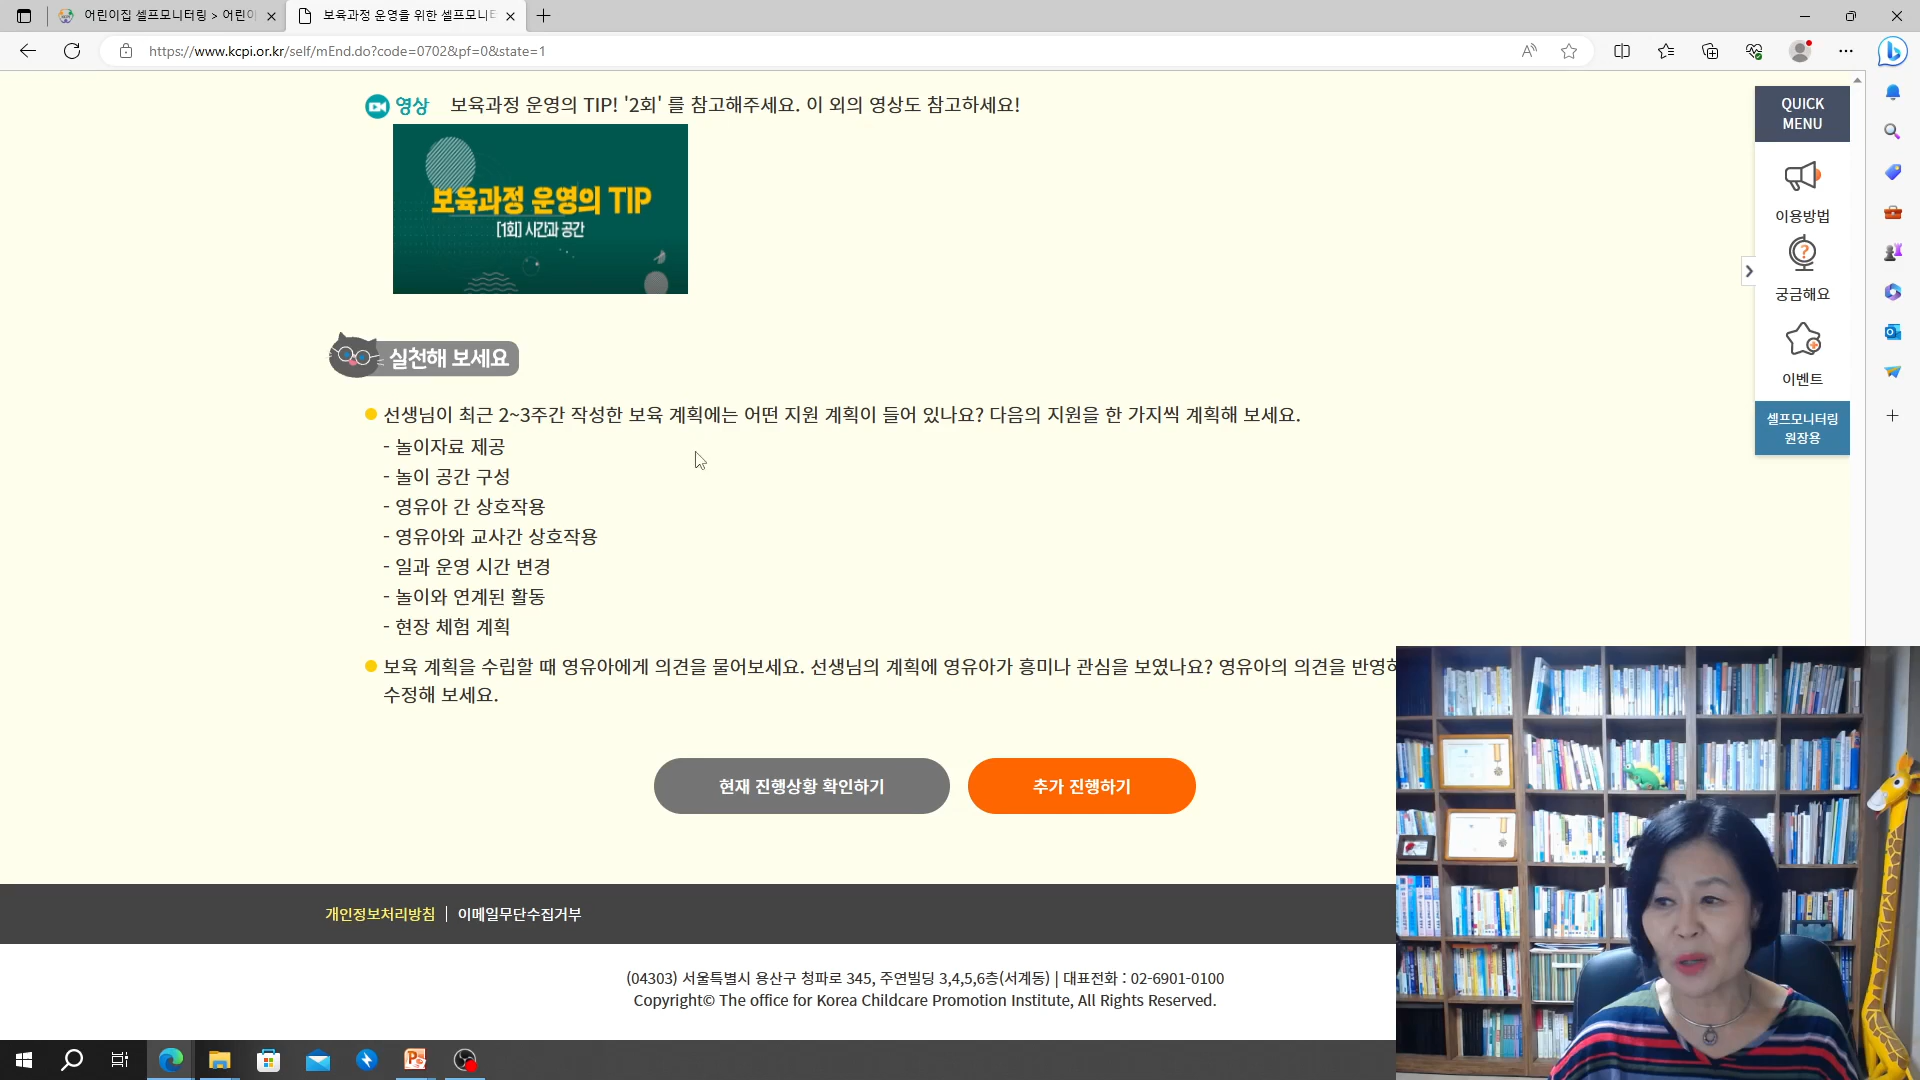 어린이집 셀프모니터링 > 어린이
보육과정 운영을 위한 셀프모니터
https://www.kcpi.or.kr/self/mEnd.do?code=0702&pf=0&state=1
영상 보육과정 운영의 TIP! '2회' 를 참고해주세요. 이 외의 영상도 참고하세요!
보육과정 운영의 TIP
[1회] 시간과 공간
실천해 보세요
선생님이 최근 2~3주간 작성한 보육 계획에는 어떤 지원 계획이 들어 있나요? 다음의 지원을 한 가지씩 계획해 보세요.
- 놀이자료 제공
- 놀이 공간 구성
- 영유아 간 상호작용
- 영유아와 교사간 상호작용
- 일과 운영 시간 변경
- 놀이와 연계된 활동
- 현장 체험 계획
보육 계획을 수립할 때 영유아에게 의견을 물어보세요. 선생님의 계획에 영유아가 흥미나 관심을 보였나요? 영유아의 의견을 반영하
수정해 보세요.
현재 진행상황 확인하기
추가 진행하기
QUICK
MENU
이용방법
궁금해요
이벤트
셀프모니터링
원장용
개인정보처리방침 | 이메일무단수집거부
(04303) 서울특별시 용산구 청파로 345, 주연빌딩 3,4,5,6층(서계동) | 대표전화 : 02-6901-0100
Copyright© The office for Korea Childcare Promotion Institute, All Rights Reserved.